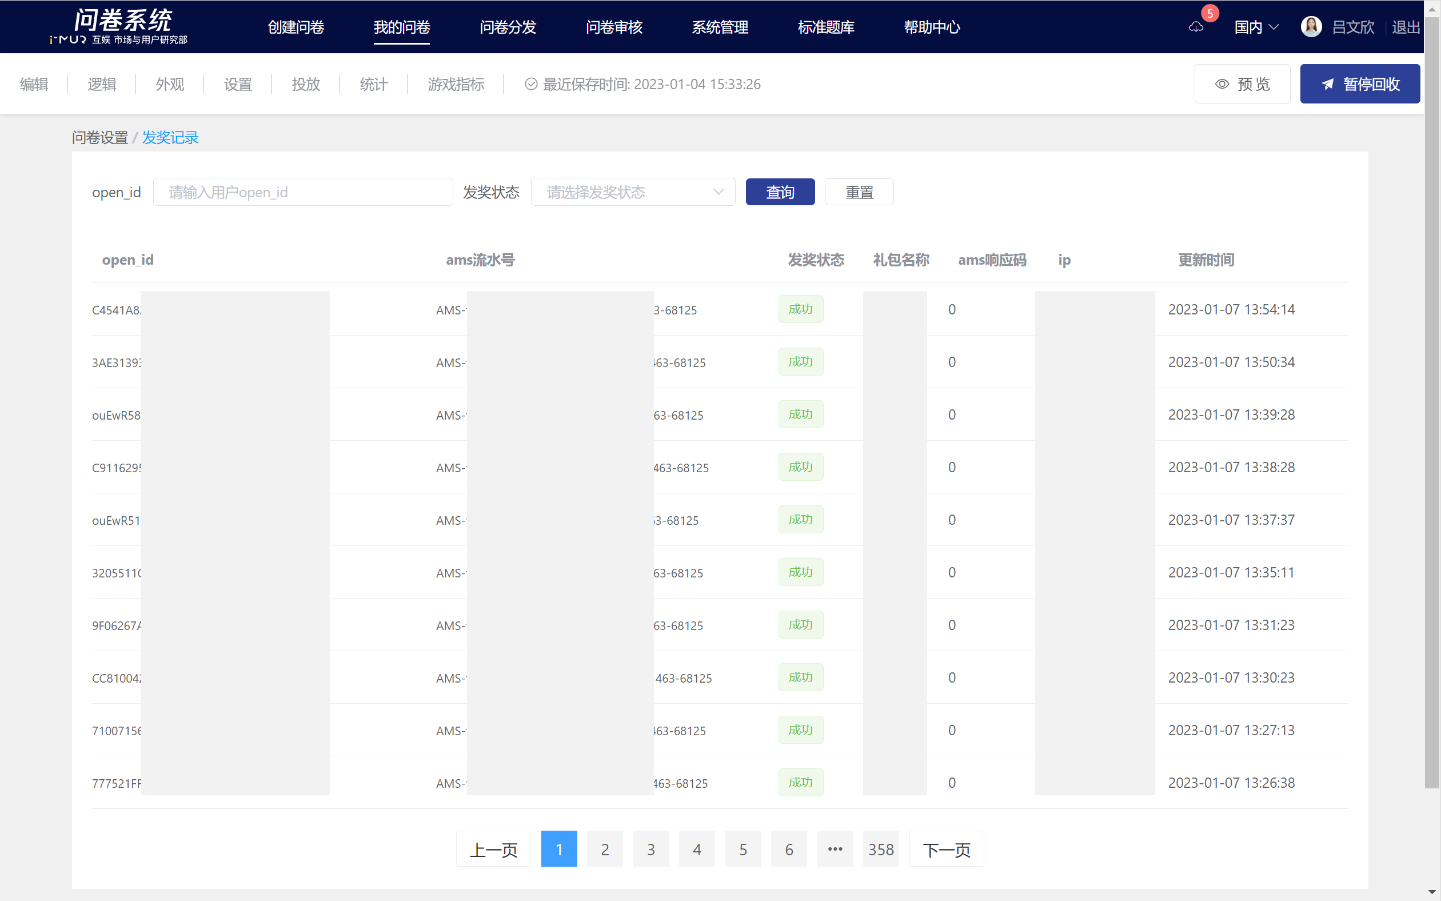 问卷系统
i-MUR 互娱 市场与用户研究部
创建问卷 我的问卷 问卷分发 问卷审核 系统管理 标准题库 帮助中心 5 国内 吕文欣 退出
编辑 逻辑 外观 设置 投放 统计 游戏指标 最近保存时间: 2023-01-04 15:33:26 预 览 暂停回收
问卷设置 / 发奖记录
open_id 请输入用户open_id 发奖状态 请选择发奖状态 查询 重置
open_id ams流水号 发奖状态 礼包名称 ams响应码 ip 更新时间
C4541A8 AMS- 3-68125 成功 0 2023-01-07 13:54:14
3AE3139 AMS- 463-68125 成功 0 2023-01-07 13:50:34
ouEwR58 AMS- 63-68125 成功 0 2023-01-07 13:39:28
C911629 AMS- 463-68125 成功 0 2023-01-07 13:38:28
ouEwR51 AMS- 3-68125 成功 0 2023-01-07 13:37:37
3205511 AMS- 63-68125 成功 0 2023-01-07 13:35:11
9F06267A AMS- 63-68125 成功 0 2023-01-07 13:31:23
CC81004 AMS- 463-68125 成功 0 2023-01-07 13:30:23
7100715 AMS- 463-68125 成功 0 2023-01-07 13:27:13
777521F AMS- 463-68125 成功 0 2023-01-07 13:26:38
上一页 1 2 3 4 5 6 ••• 358 下一页